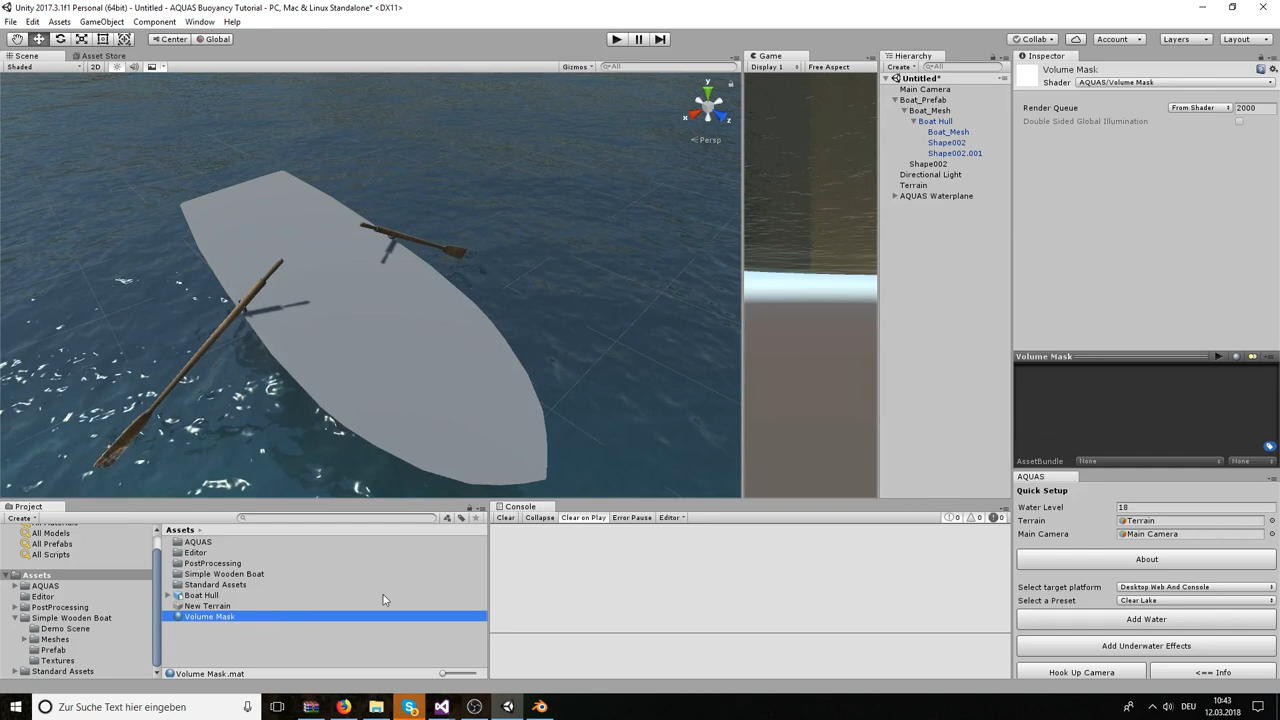 Unity 2017.3.1f1 Personal (64bit) - Untitled - AQUAS Buoyancy Tutorial - PC, Mac & Linux Standalone* <DX11>
File Edit Assets GameObject Component Window Help
Center Global Collab Account Layers Layout
Scene Asset Store
Shaded 2D Gizmos All
y
x
z
Persp
Game
Display 1 Free Aspect
Hierarchy
Create All
Untitled*
Main Camera
Boat_Prefab
Boat_Mesh
Boat Hull
Boat_Mesh
Shape002
Shape002.001
Shape002
Directional Light
Terrain
AQUAS Waterplane
Inspector
Volume Mask
Shader AQUAS/Volume Mask
Render Queue From Shader 2000
Double Sided Global Illumination
Volume Mask
AssetBundle None None
AQUAS
Quick Setup
Water Level 18
Terrain Terrain
Main Camera Main Camera
About
Select target platform Desktop Web And Console
Select a Preset Clear Lake
Add Water
Add Underwater Effects
Hook Up Camera <== Info
Project
Create
All Materials
All Models
All Prefabs
All Scripts
Assets
AQUAS
Editor
PostProcessing
Simple Wooden Boat
Demo Scene
Meshes
Prefab
Textures
Standard Assets
Assets
AQUAS
Editor
PostProcessing
Simple Wooden Boat
Standard Assets
Boat Hull
New Terrain
Volume Mask
Volume Mask.mat
Console
Clear Collapse Clear on Play Error Pause Editor 0 0 0
Zur Suche Text hier eingeben
DEU
10:43
12.03.2018